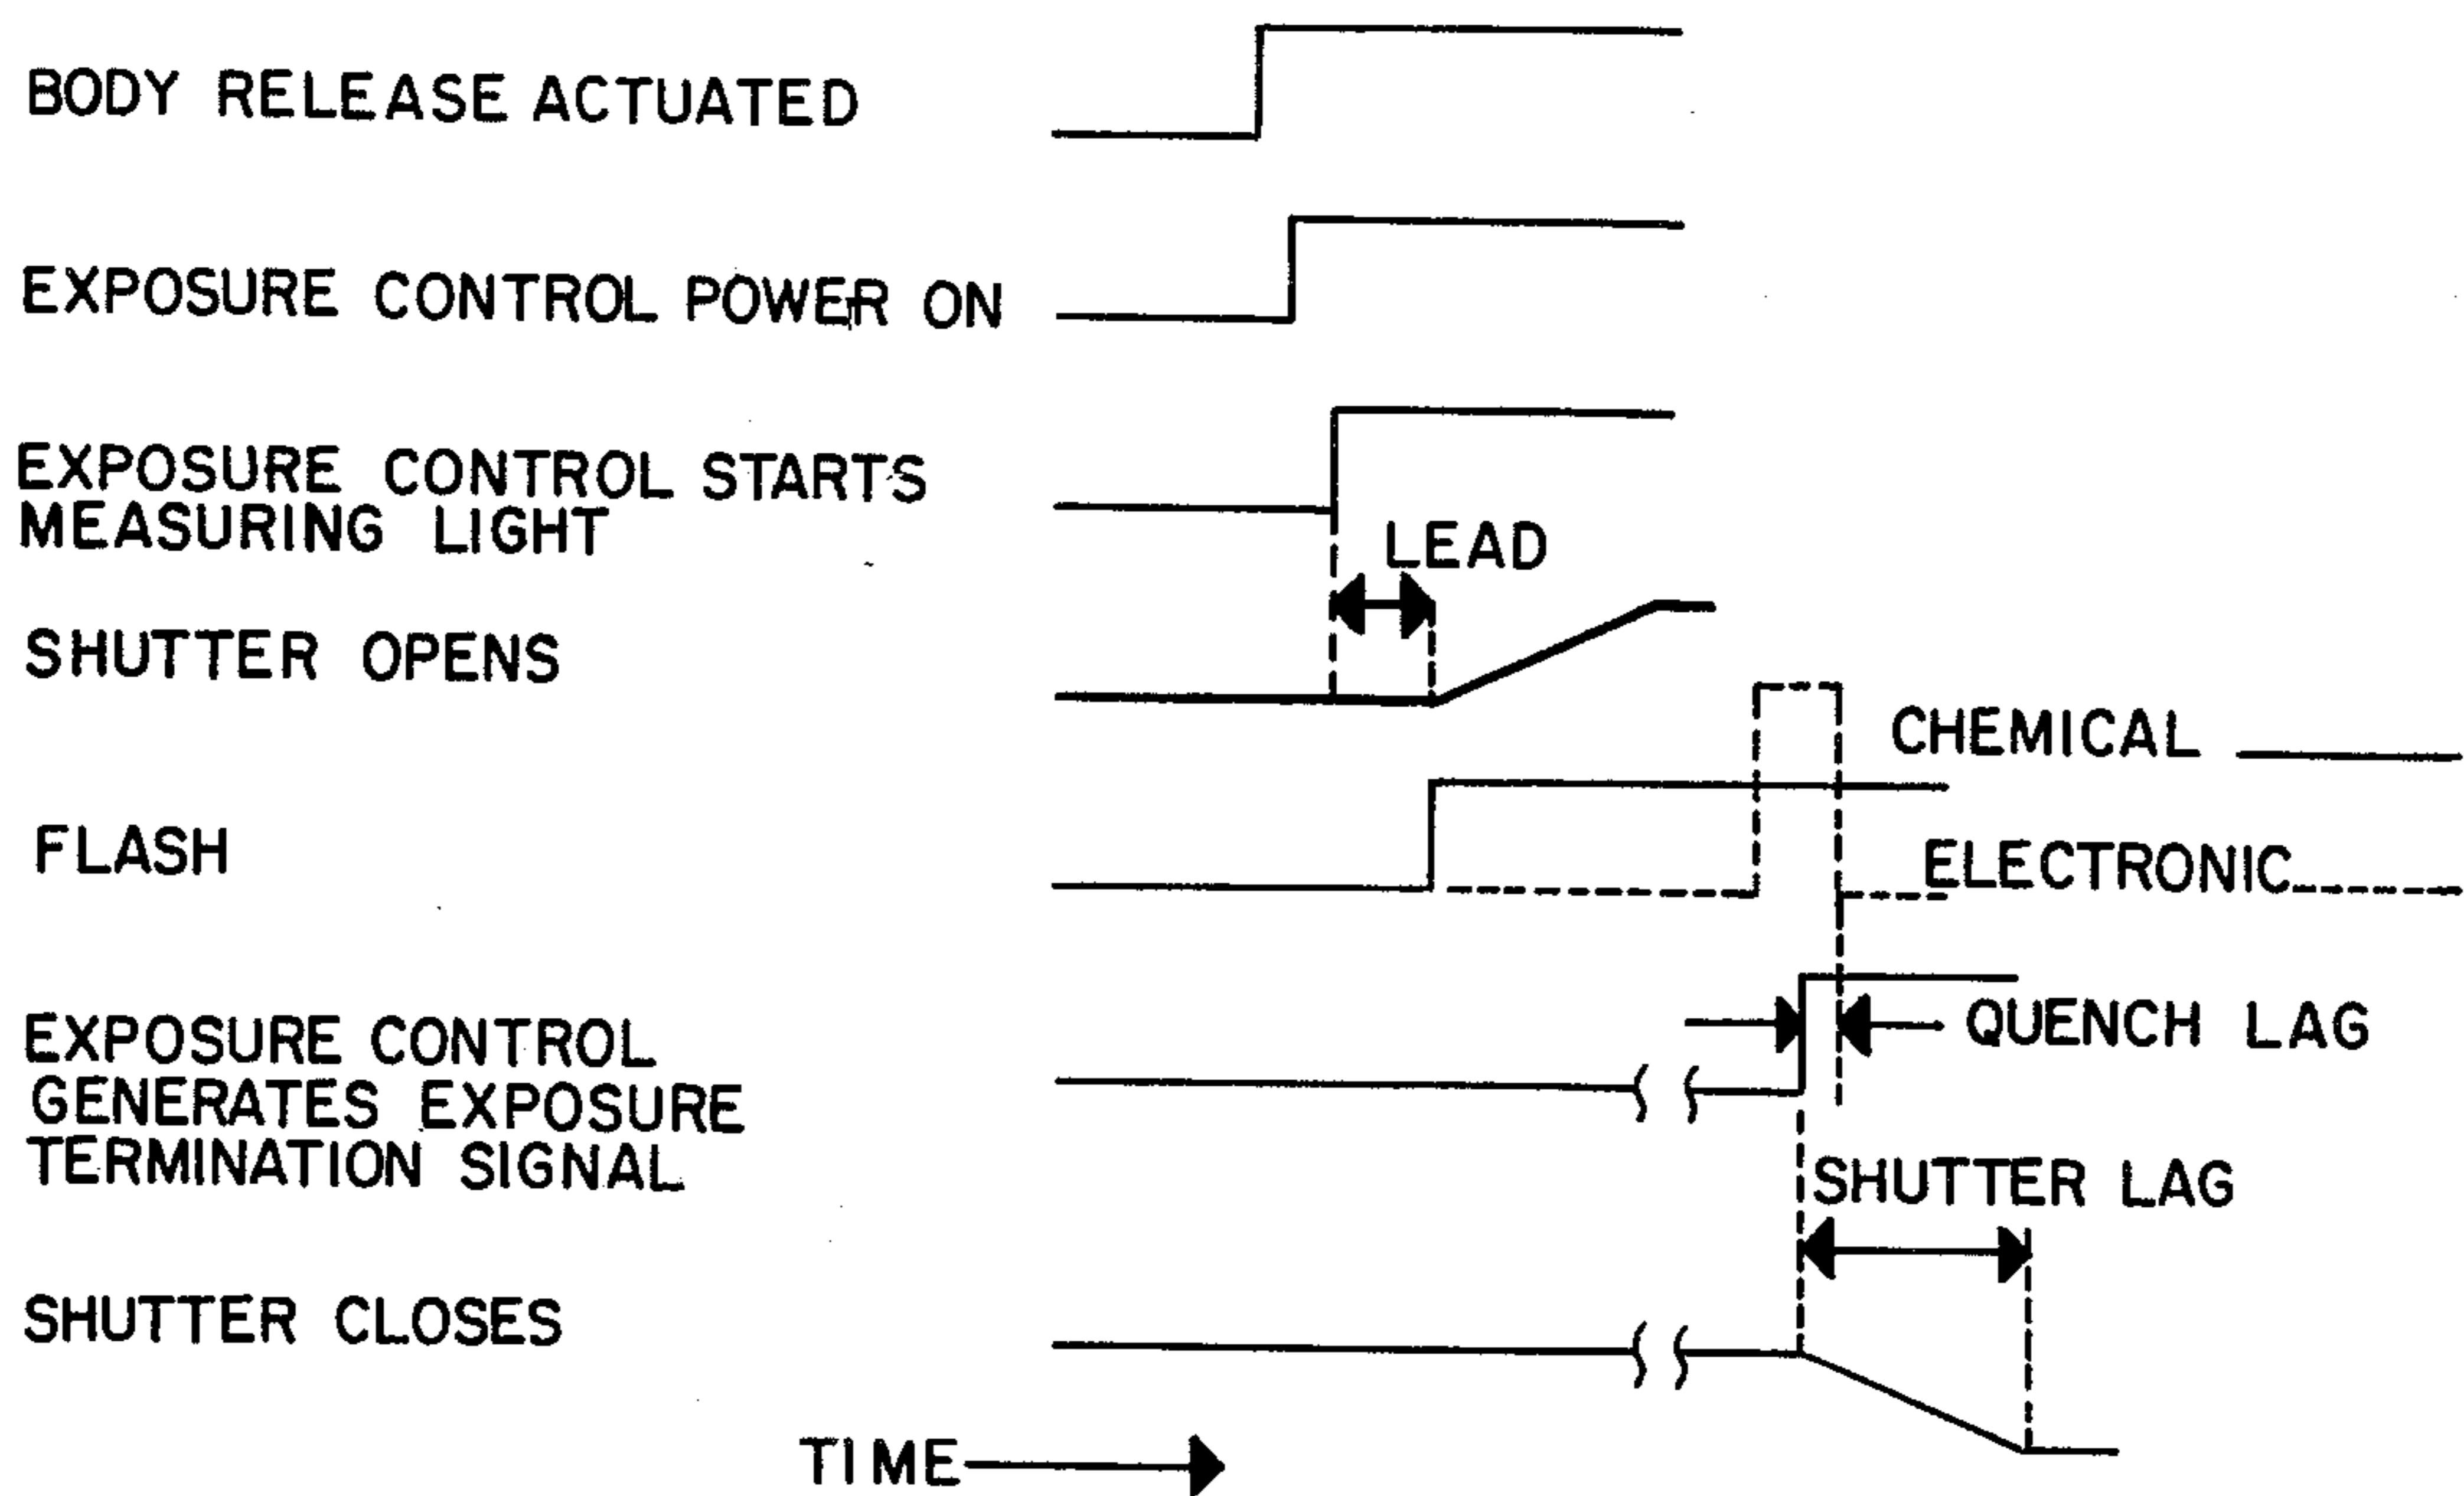 BODY RELEASE ACTUATED
EXPOSURE CONTROL POWER ON
EXPOSURE CONTROL STARTS
MEASURING LIGHT
LEAD
SHUTTER OPENS
CHEMICAL
FLASH
ELECTRONIC
QUENCH LAG
EXPOSURE CONTROL
GENERATES EXPOSURE
TERMINATION SIGNAL
SHUTTER LAG
SHUTTER CLOSES
TIME